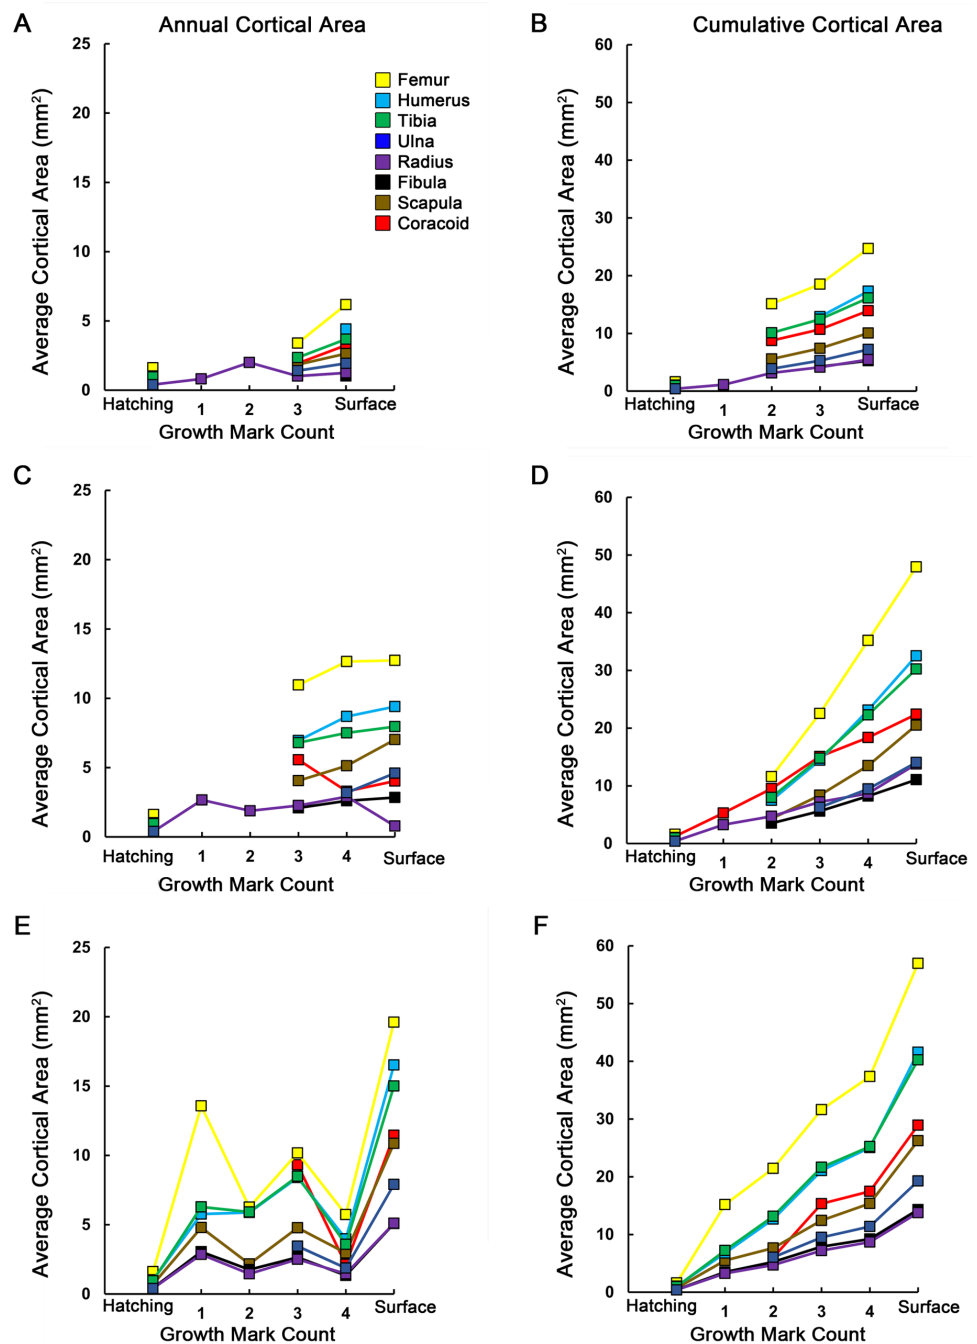 A Annual Cortical Area
25
20
15
10
5
0
Average Cortical Area (mm²)
Femur
Humerus
Tibia
Ulna
Radius
Fibula
Scapula
Coracoid
Hatching 1 2 3 Surface
Growth Mark Count
B Cumulative Cortical Area
60
50
40
30
20
10
0
Average Cortical Area (mm²)
Hatching 1 2 3 Surface
Growth Mark Count
C
25
20
15
10
5
0
Average Cortical Area (mm²)
Hatching 1 2 3 4 Surface
Growth Mark Count
D
60
50
40
30
20
10
0
Average Cortical Area (mm²)
Hatching 1 2 3 4 Surface
Growth Mark Count
E
25
20
15
10
5
0
Average Cortical Area (mm²)
Hatching 1 2 3 4 Surface
Growth Mark Count
F
60
50
40
30
20
10
0
Average Cortical Area (mm²)
Hatching 1 2 3 4 Surface
Growth Mark Count